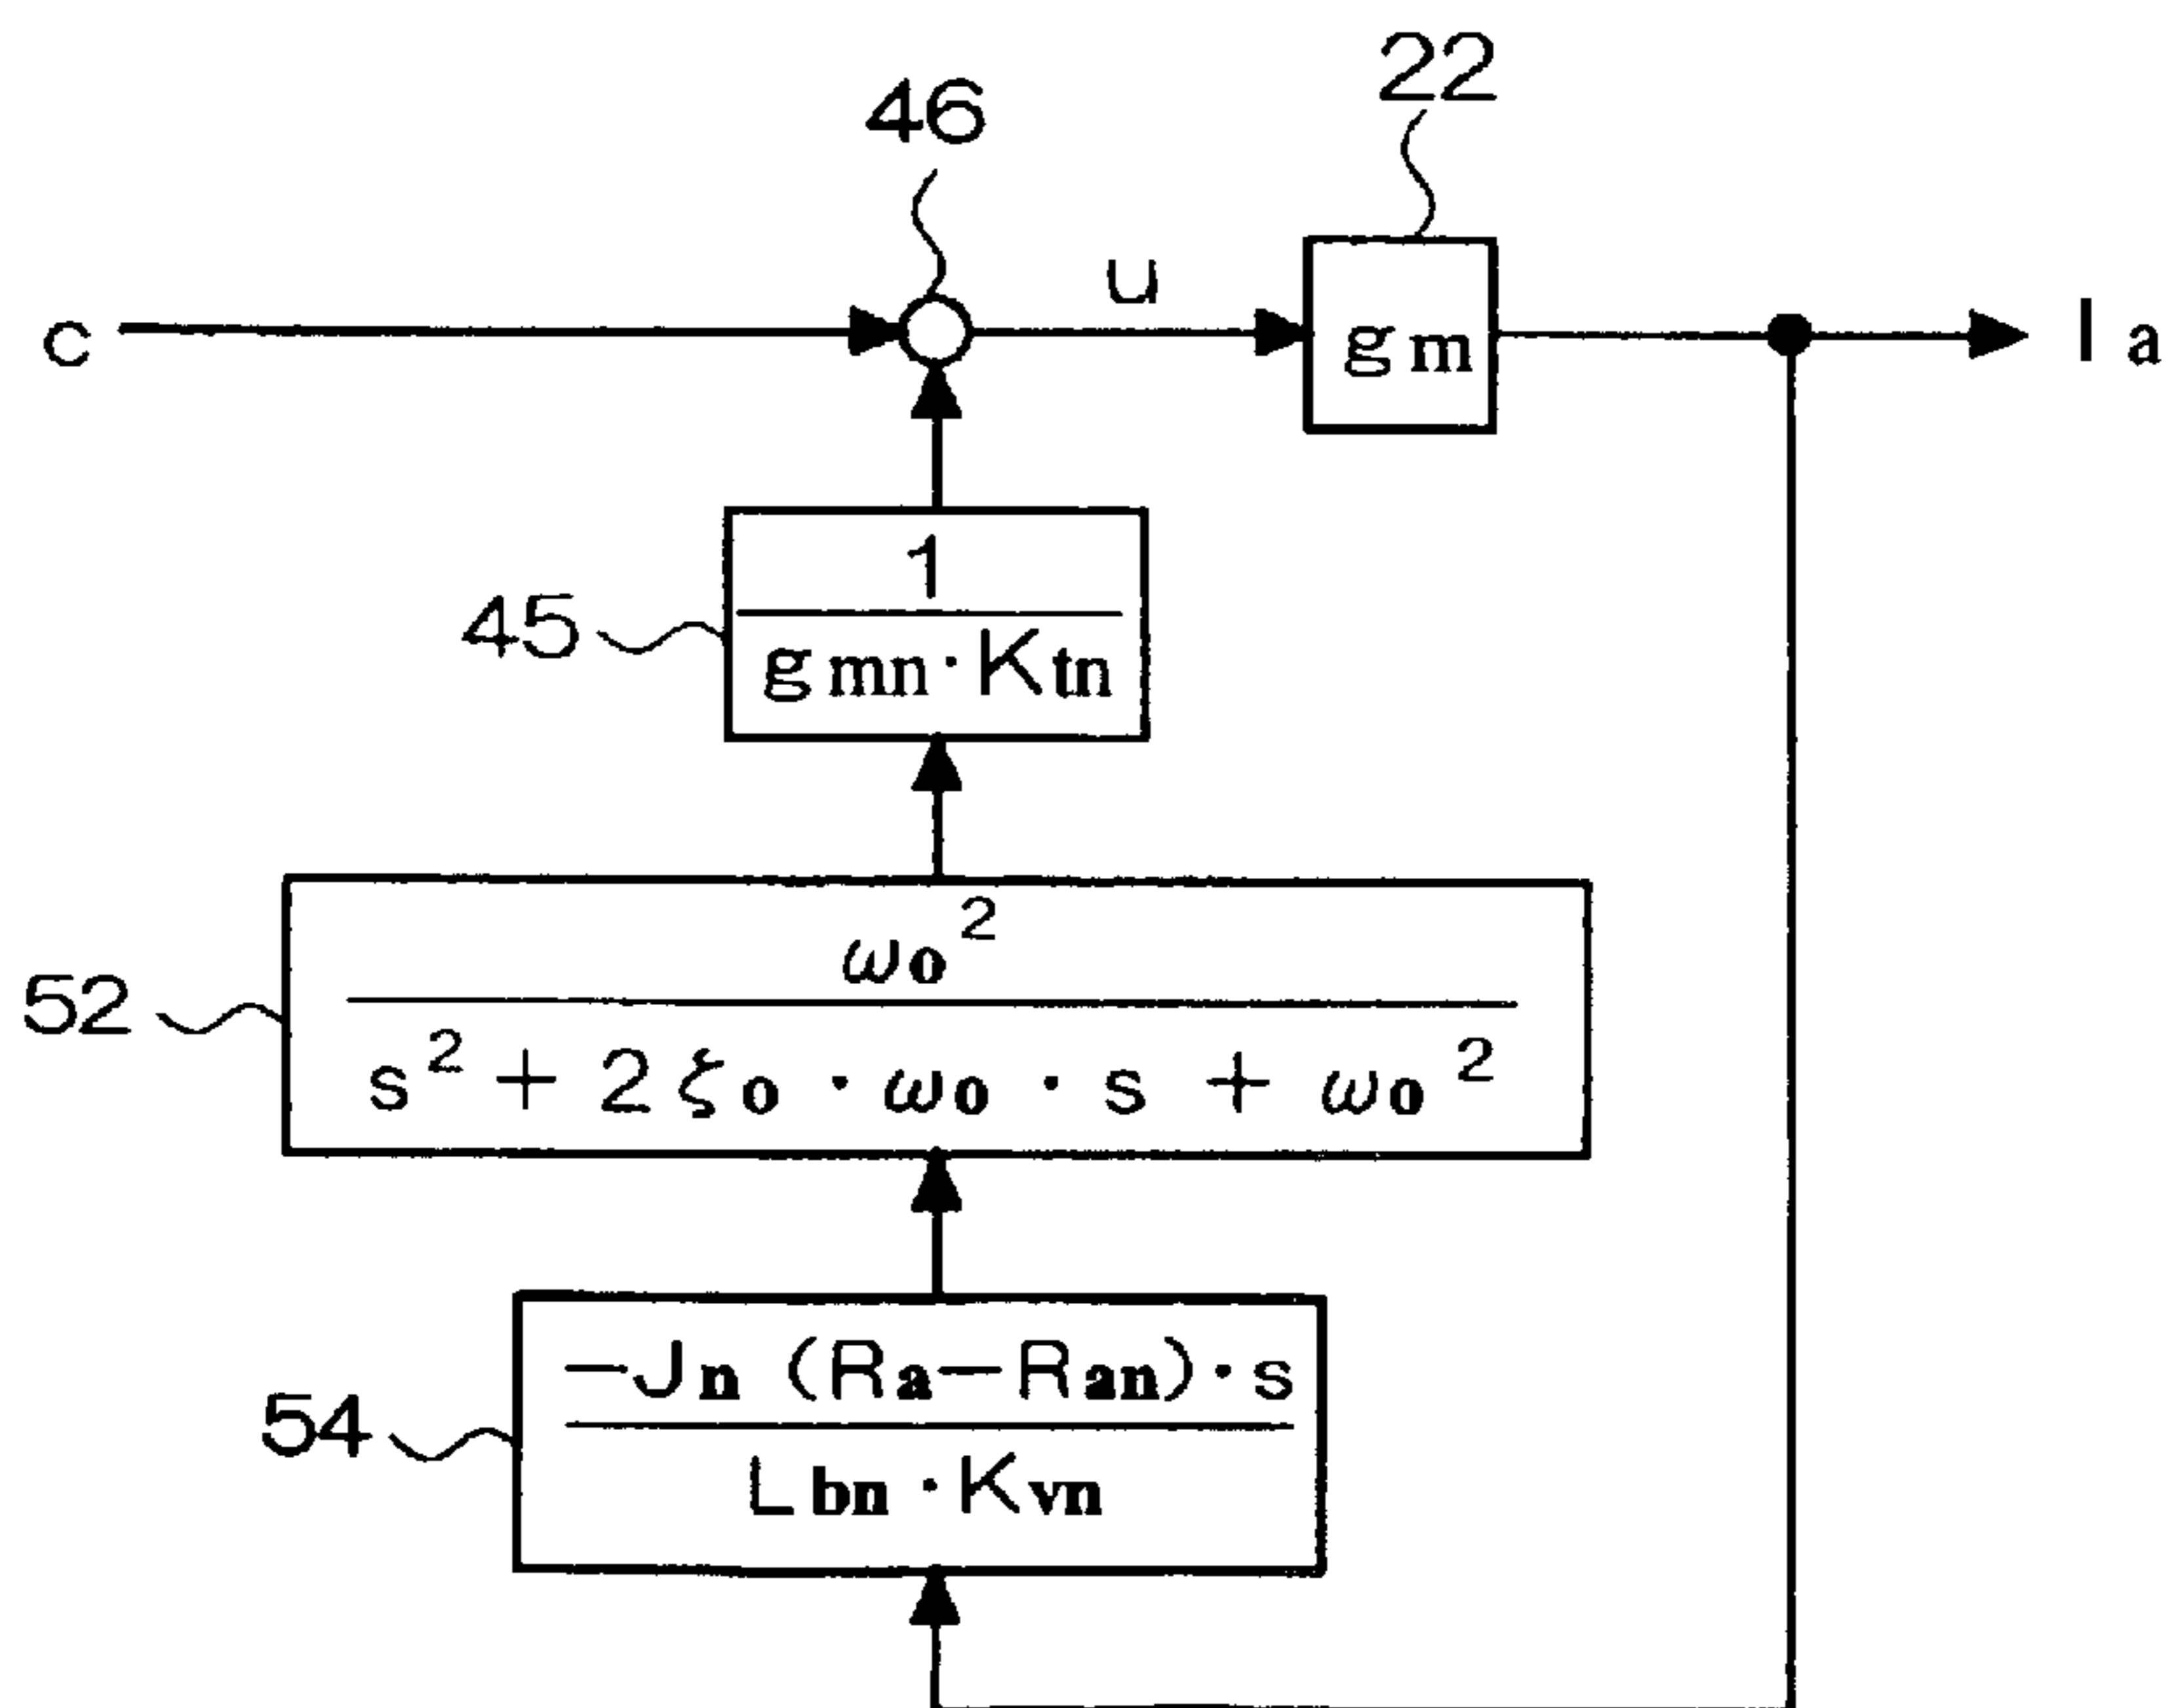 22
46
u
c
gm
Ia
1
45
gmn·Ktn
ωo²
52
s² + 2ζo · ωo · s + ωo²
−Jn (Ra−Ran)·s
54
Lbn·Kvn